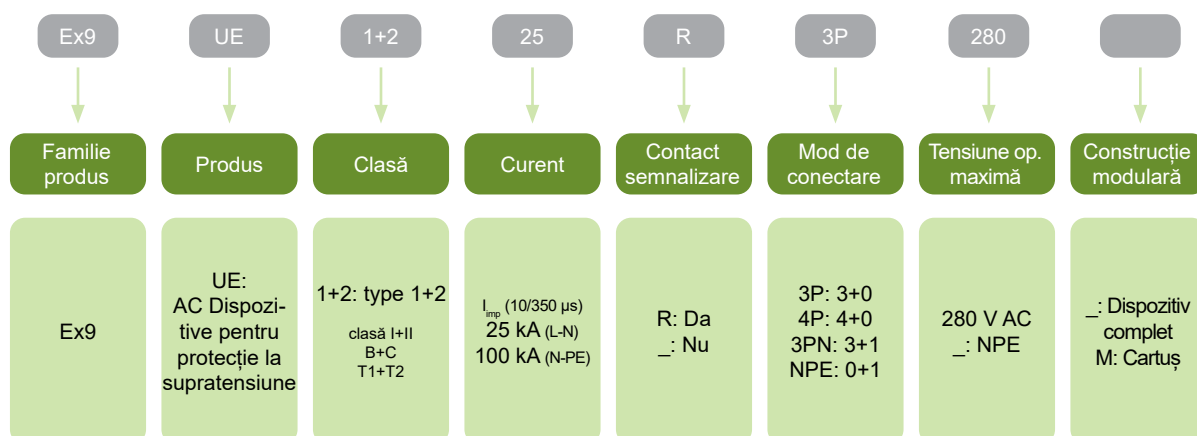 Ex9
UE
1+2
25
R
3P
280
Familie
produs
Produs
Clasă
Curent
Contact
semnalizare
Mod de
conectare
Tensiune op.
maximă
Construcție
modulară
Ex9
UE:
AC Dispozi-
tive pentru
protecție la
supratensiune
1+2: type 1+2
clasă I+II
B+C
T1+T2
Iimp (10/350 µs)
25 kA (L-N)
100 kA (N-PE)
R: Da
_: Nu
3P: 3+0
4P: 4+0
3PN: 3+1
NPE: 0+1
280 V AC
_: NPE
_: Dispozitiv
complet
M: Cartuș